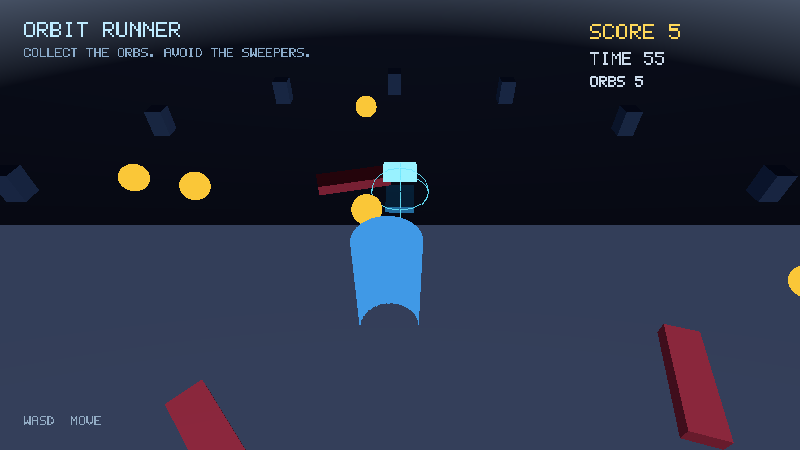 ORBIT RUNNER
COLLECT THE ORBS. AVOID THE SWEEPERS.
SCORE 5
TIME 55
ORBS 5
WASD MOVE